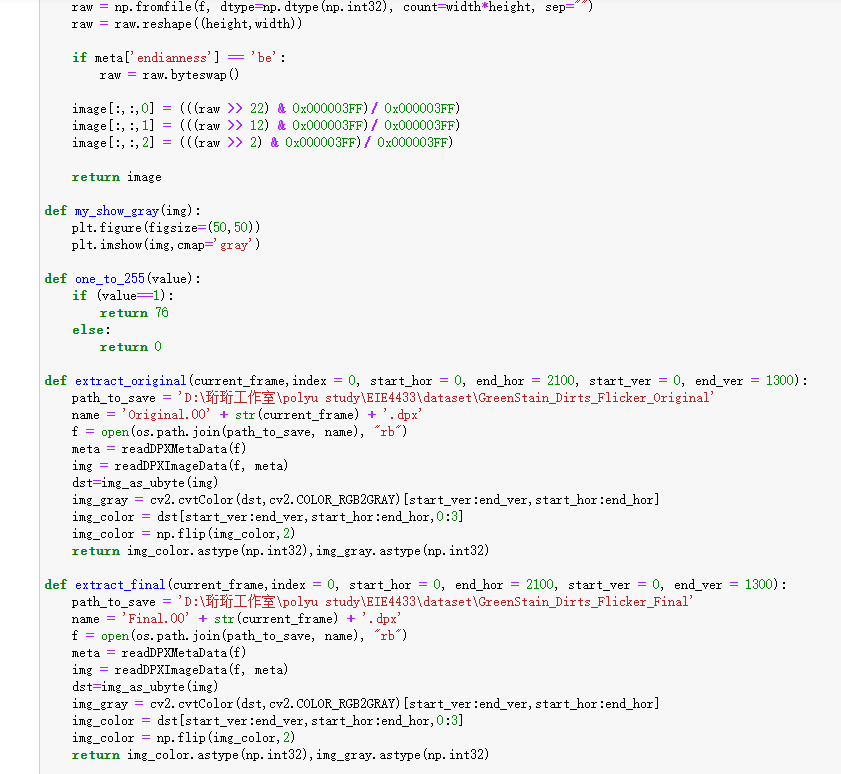 raw = np.fromfile(f, dtype=np.dtype(np.int32), count=width*height, sep="")
raw = raw.reshape((height,width))
if meta['endianness'] == 'be':
raw = raw.byteswap()
image[:,:,0] = (((raw >> 22) & 0x000003FF)/ 0x000003FF)
image[:,:,1] = (((raw >> 12) & 0x000003FF)/ 0x000003FF)
image[:,:,2] = (((raw >> 2) & 0x000003FF)/ 0x000003FF)
return image
def my_show_gray(img):
plt.figure(figsize=(50,50))
plt.imshow(img,cmap='gray')
def one_to_255(value):
if (value==1):
return 76
else:
return 0
def extract_original(current_frame,index = 0, start_hor = 0, end_hor = 2100, start_ver = 0, end_ver = 1300):
path_to_save = 'D:\珩珩工作室\polyu study\EIE4433\dataset\GreenStain_Dirts_Flicker_Original'
name = 'Original.00' + str(current_frame) + '.dpx'
f = open(os.path.join(path_to_save, name), "rb")
meta = readDPXMetaData(f)
img = readDPXImageData(f, meta)
dst=img_as_ubyte(img)
img_gray = cv2.cvtColor(dst,cv2.COLOR_RGB2GRAY)[start_ver:end_ver,start_hor:end_hor]
img_color = dst[start_ver:end_ver,start_hor:end_hor,0:3]
img_color = np.flip(img_color,2)
return img_color.astype(np.int32),img_gray.astype(np.int32)
def extract_final(current_frame,index = 0, start_hor = 0, end_hor = 2100, start_ver = 0, end_ver = 1300):
path_to_save = 'D:\珩珩工作室\polyu study\EIE4433\dataset\GreenStain_Dirts_Flicker_Final'
name = 'Final.00' + str(current_frame) + '.dpx'
f = open(os.path.join(path_to_save, name), "rb")
meta = readDPXMetaData(f)
img = readDPXImageData(f, meta)
dst=img_as_ubyte(img)
img_gray = cv2.cvtColor(dst,cv2.COLOR_RGB2GRAY)[start_ver:end_ver,start_hor:end_hor]
img_color = dst[start_ver:end_ver,start_hor:end_hor,0:3]
img_color = np.flip(img_color,2)
return img_color.astype(np.int32),img_gray.astype(np.int32)